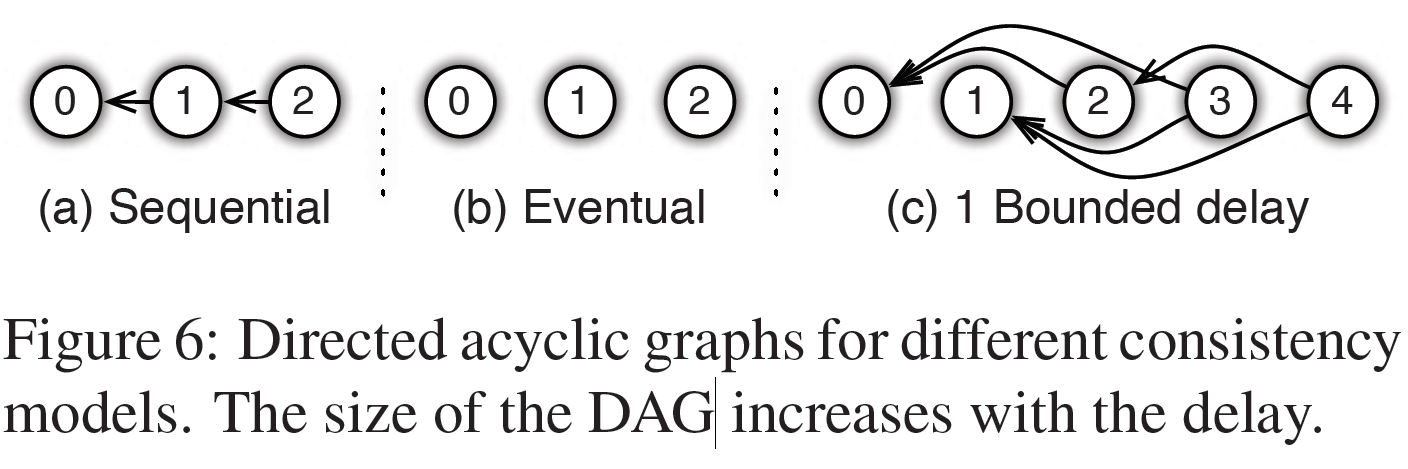 0 1 2 0 1 2 0 1 2 3 4
(a) Sequential (b) Eventual (c) 1 Bounded delay
Figure 6: Directed acyclic graphs for different consistency
models. The size of the DAG increases with the delay.